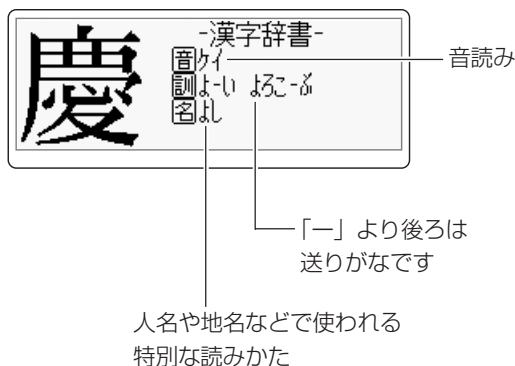 慶
-漢字辞書-
音ケイ
訓よ-い よろこ-ぶ
名よし
音読み
「ー」より後ろは
送りがなです
人名や地名などで使われる
特別な読みかた